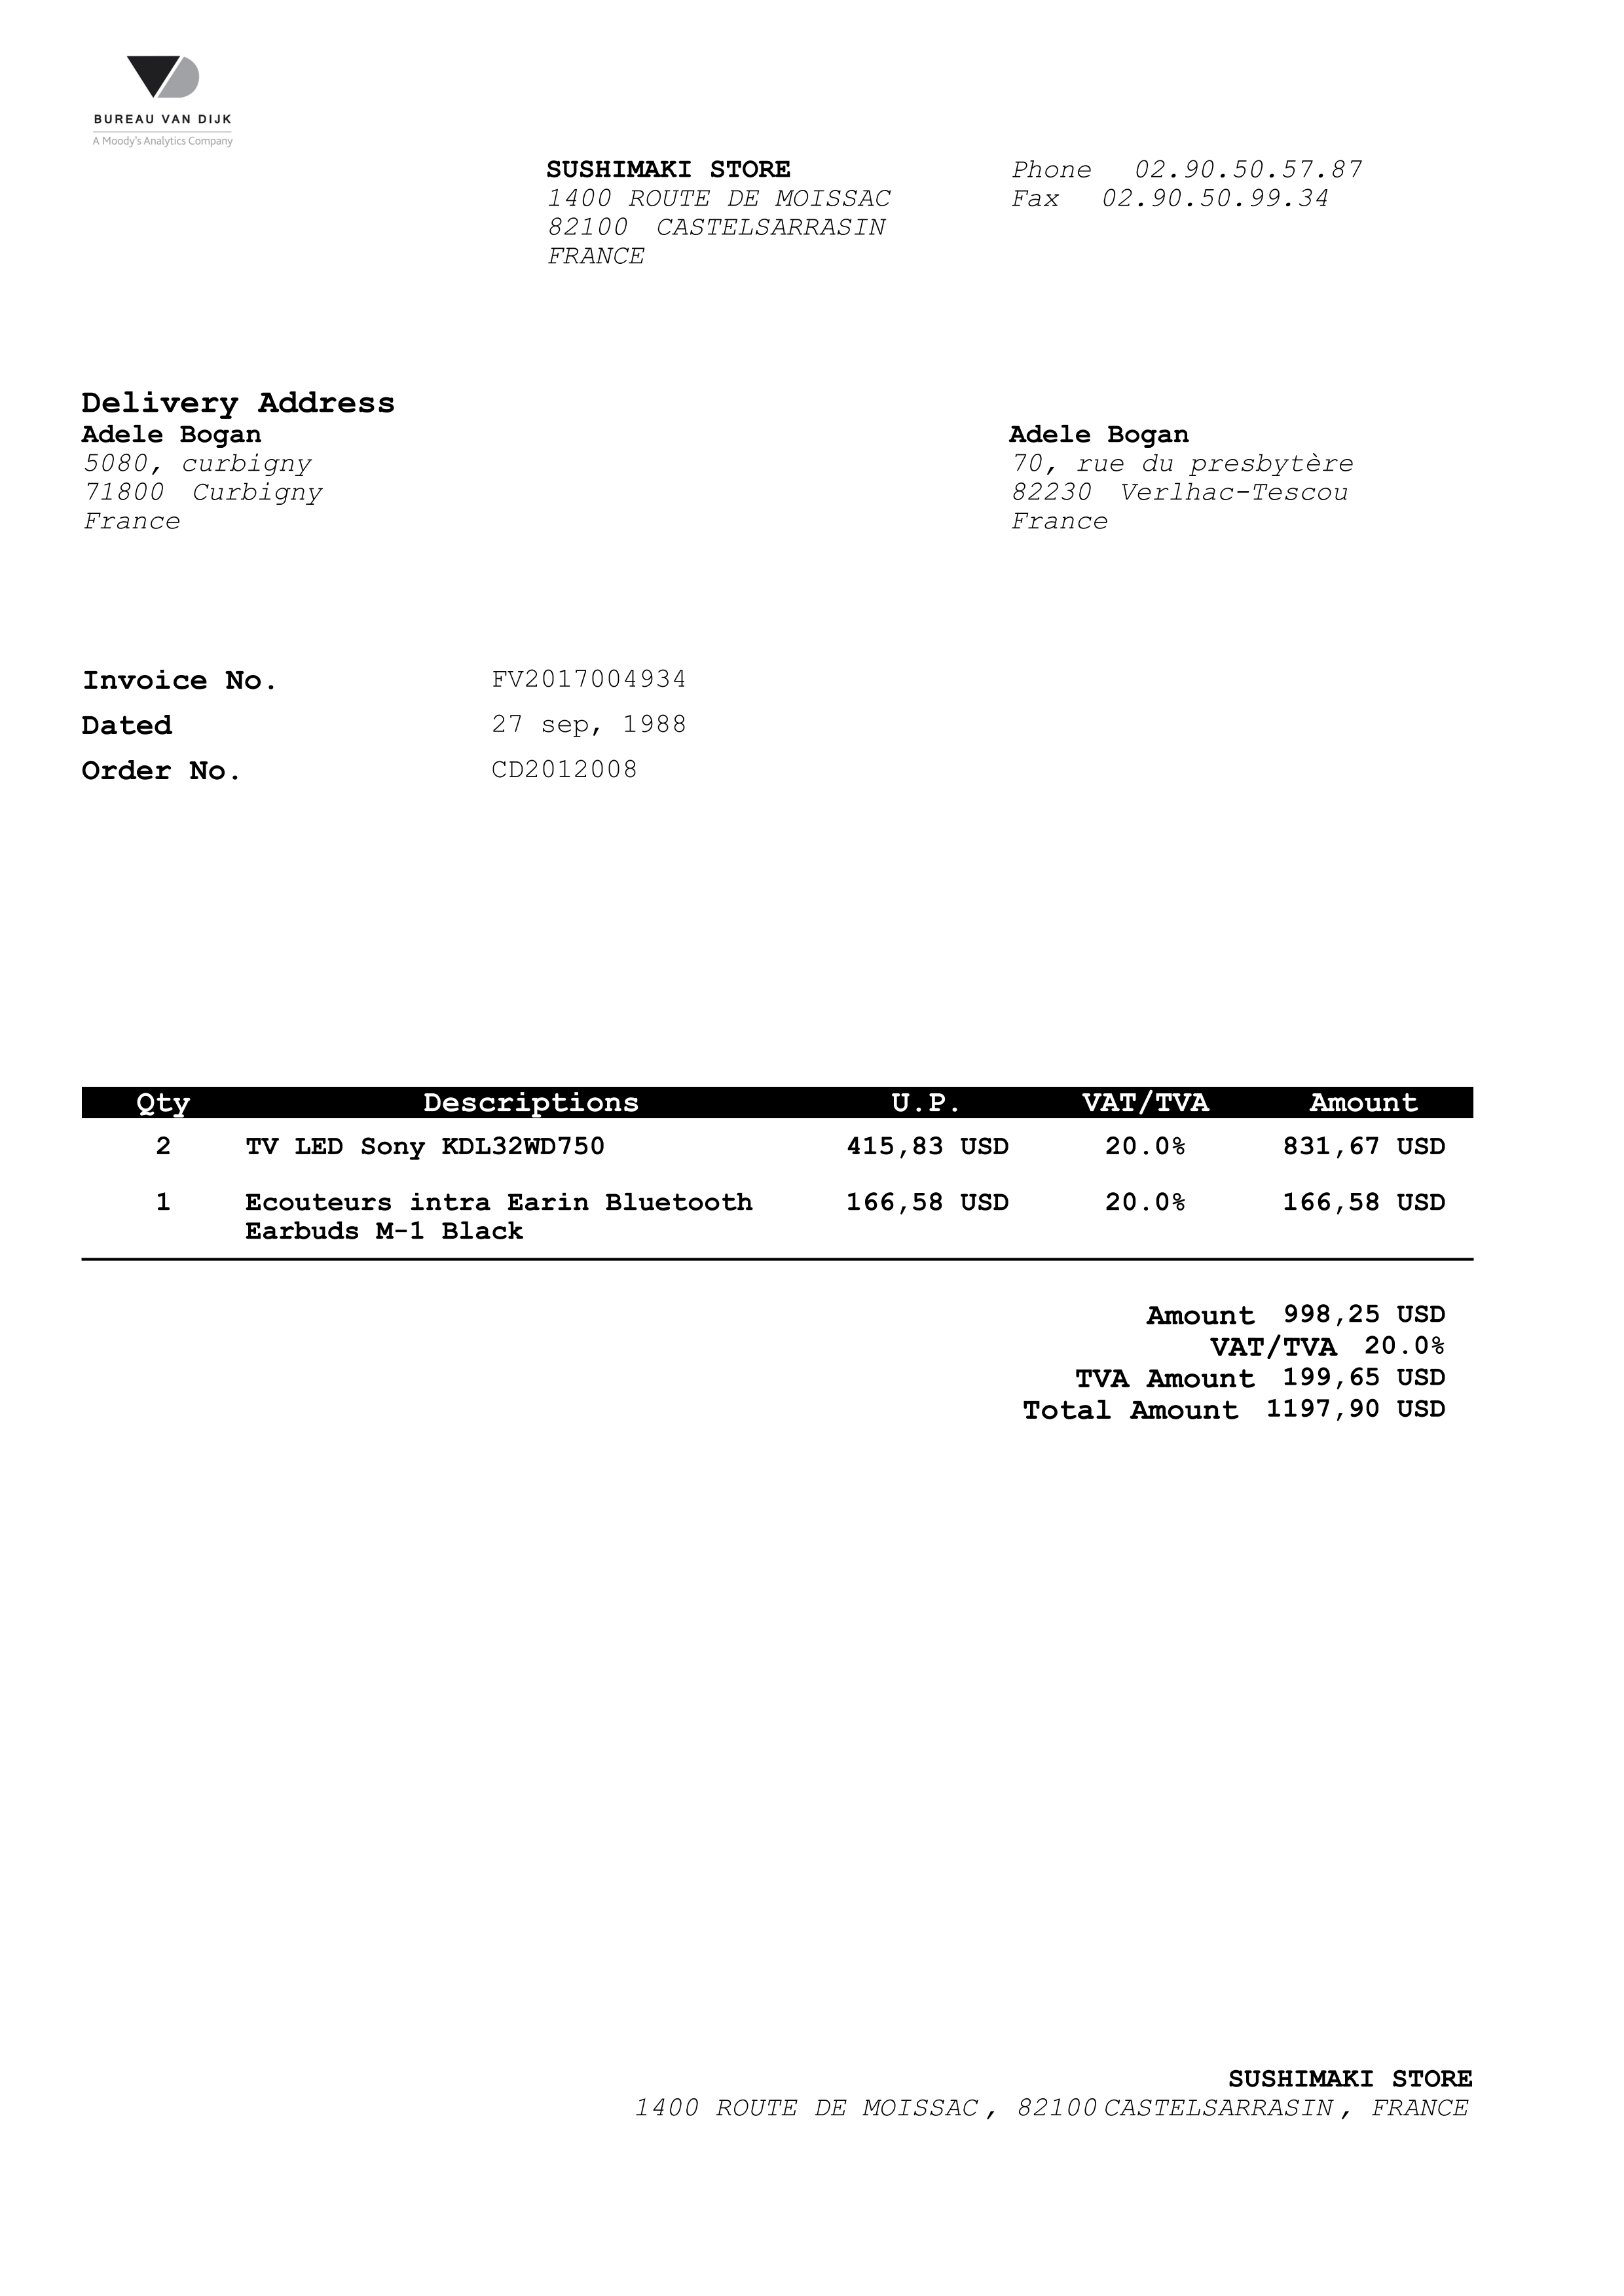 BUREAU VAN DIJK
A Moody's Analytics Company
SUSHIMAKI STORE
1400 ROUTE DE MOISSAC
82100 CASTELSARRASIN
FRANCE
Phone 02.90.50.57.87
Fax 02.90.50.99.34
Delivery Address
Adele Bogan
5080, curbigny
71800 Curbigny
France
Adele Bogan
70, rue du presbytère
82230 Verlhac-Tescou
France
Invoice No. FV2017004934
Dated 27 sep, 1988
Order No. CD2012008
Qty Descriptions U.P. VAT/TVA Amount
2 TV LED Sony KDL32WD750 415,83 USD 20.0% 831,67 USD
1 Ecouteurs intra Earin Bluetooth 166,58 USD 20.0% 166,58 USD
Earbuds M-1 Black
Amount 998,25 USD
VAT/TVA 20.0%
TVA Amount 199,65 USD
Total Amount 1197,90 USD
SUSHIMAKI STORE
1400 ROUTE DE MOISSAC, 82100 CASTELSARRASIN, FRANCE